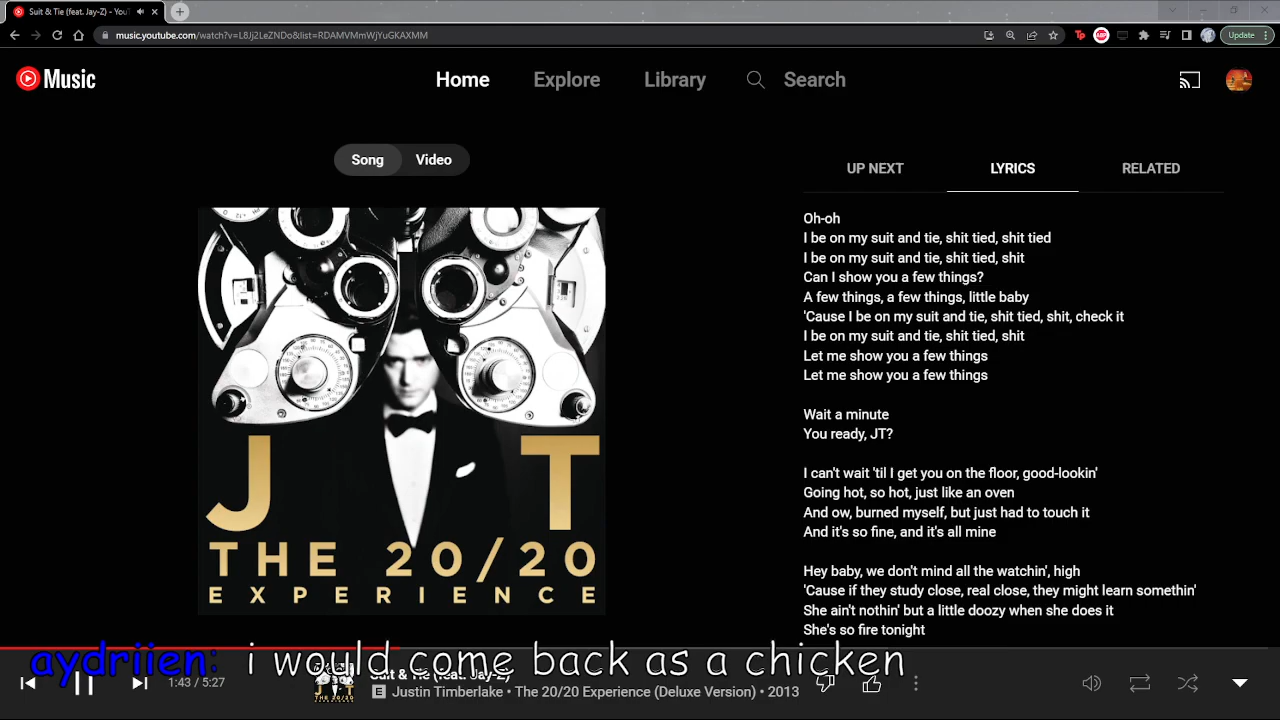 Suit & Tie (feat. Jay-Z) - YouT
music.youtube.com/watch?v=L8Jj2LeZNDo&list=RDAMVMmWjYuGKAXMM
Update
Music
Home
Explore
Library
Search
Song
Video
UP NEXT
LYRICS
RELATED
J T
THE 20/20
EXPERIENCE
Oh-oh
I be on my suit and tie, shit tied, shit tied
I be on my suit and tie, shit tied, shit
Can I show you a few things?
A few things, a few things, little baby
'Cause I be on my suit and tie, shit tied, shit, check it
I be on my suit and tie, shit tied, shit
Let me show you a few things
Let me show you a few things
Wait a minute
You ready, JT?
I can't wait 'til I get you on the floor, good-lookin'
Going hot, so hot, just like an oven
And ow, burned myself, but just had to touch it
And it's so fine, and it's all mine
Hey baby, we don't mind all the watchin', high
'Cause if they study close, real close, they might learn somethin'
She ain't nothin' but a little doozy when she does it
She's so fire tonight
aydriien: i would come back as a chicken
1:43 / 5:27
Suit & Tie (feat. Jay-Z)
E Justin Timberlake • The 20/20 Experience (Deluxe Version) • 2013